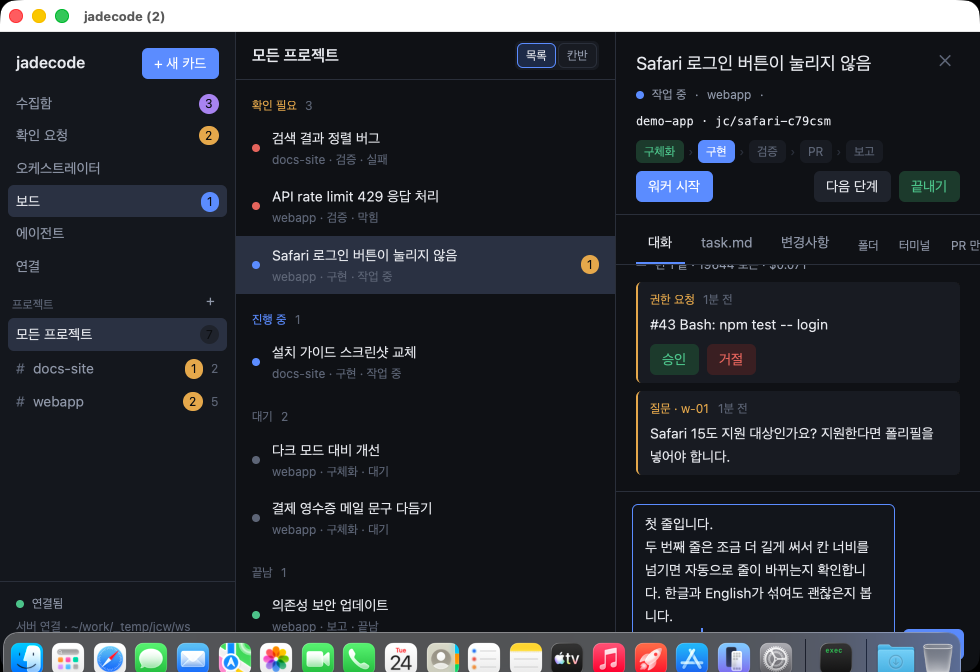 jadecode (2)
jadecode
+ 새 카드
수집함 3
확인 요청 2
오케스트레이터
보드 1
에이전트
연결
프로젝트 +
모든 프로젝트 7
# docs-site 1 2
# webapp 2 5
연결됨
서버 연결 · ~/work/_temp/jcw/ws
모든 프로젝트
목록 칸반
확인 필요 3
검색 결과 정렬 버그
docs-site · 검증 · 실패
API rate limit 429 응답 처리
webapp · 검증 · 막힘
Safari 로그인 버튼이 눌리지 않음
webapp · 구현 · 작업 중
1
진행 중 1
설치 가이드 스크린샷 교체
docs-site · 구현 · 작업 중
대기 2
다크 모드 대비 개선
webapp · 구체화 · 대기
결제 영수증 메일 문구 다듬기
webapp · 구체화 · 대기
끝남 1
의존성 보안 업데이트
webapp · 보고 · 끝남
Safari 로그인 버튼이 눌리지 않음
작업 중 · webapp ·
demo-app · jc/safari-c79csm
구체화 › 구현 › 검증 › PR › 보고
워커 시작 다음 단계 끝내기
대화 task.md 변경사항 폴더 터미널 PR 만
권한 요청 1분 전
#43 Bash: npm test -- login
승인 거절
질문 · w-01 1분 전
Safari 15도 지원 대상인가요? 지원한다면 폴리필을
넣어야 합니다.
첫 줄입니다.
두 번째 줄은 조금 더 길게 써서 칸 너비를
넘기면 자동으로 줄이 바뀌는지 확인합니
다. 한글과 English가 섞여도 괜찮은지 봅
니다.
Tue
24
tv
exec